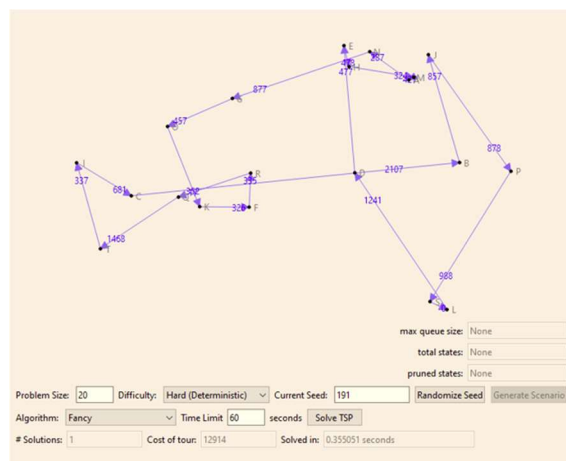 E
J
287
H
477
M
857
877
457
878
I
2107
B
P
R
337
681
C
335
K
328
F
1241
1468
988
L
max queue size: None
total states: None
pruned states: None
Problem Size: 20 Difficulty: Hard (Deterministic) Current Seed: 191 Randomize Seed Generate Scenario
Algorithm: Fancy Time Limit 60 seconds Solve TSP
# Solutions: 1 Cost of tour: 12914 Solved in: 0.355051 seconds